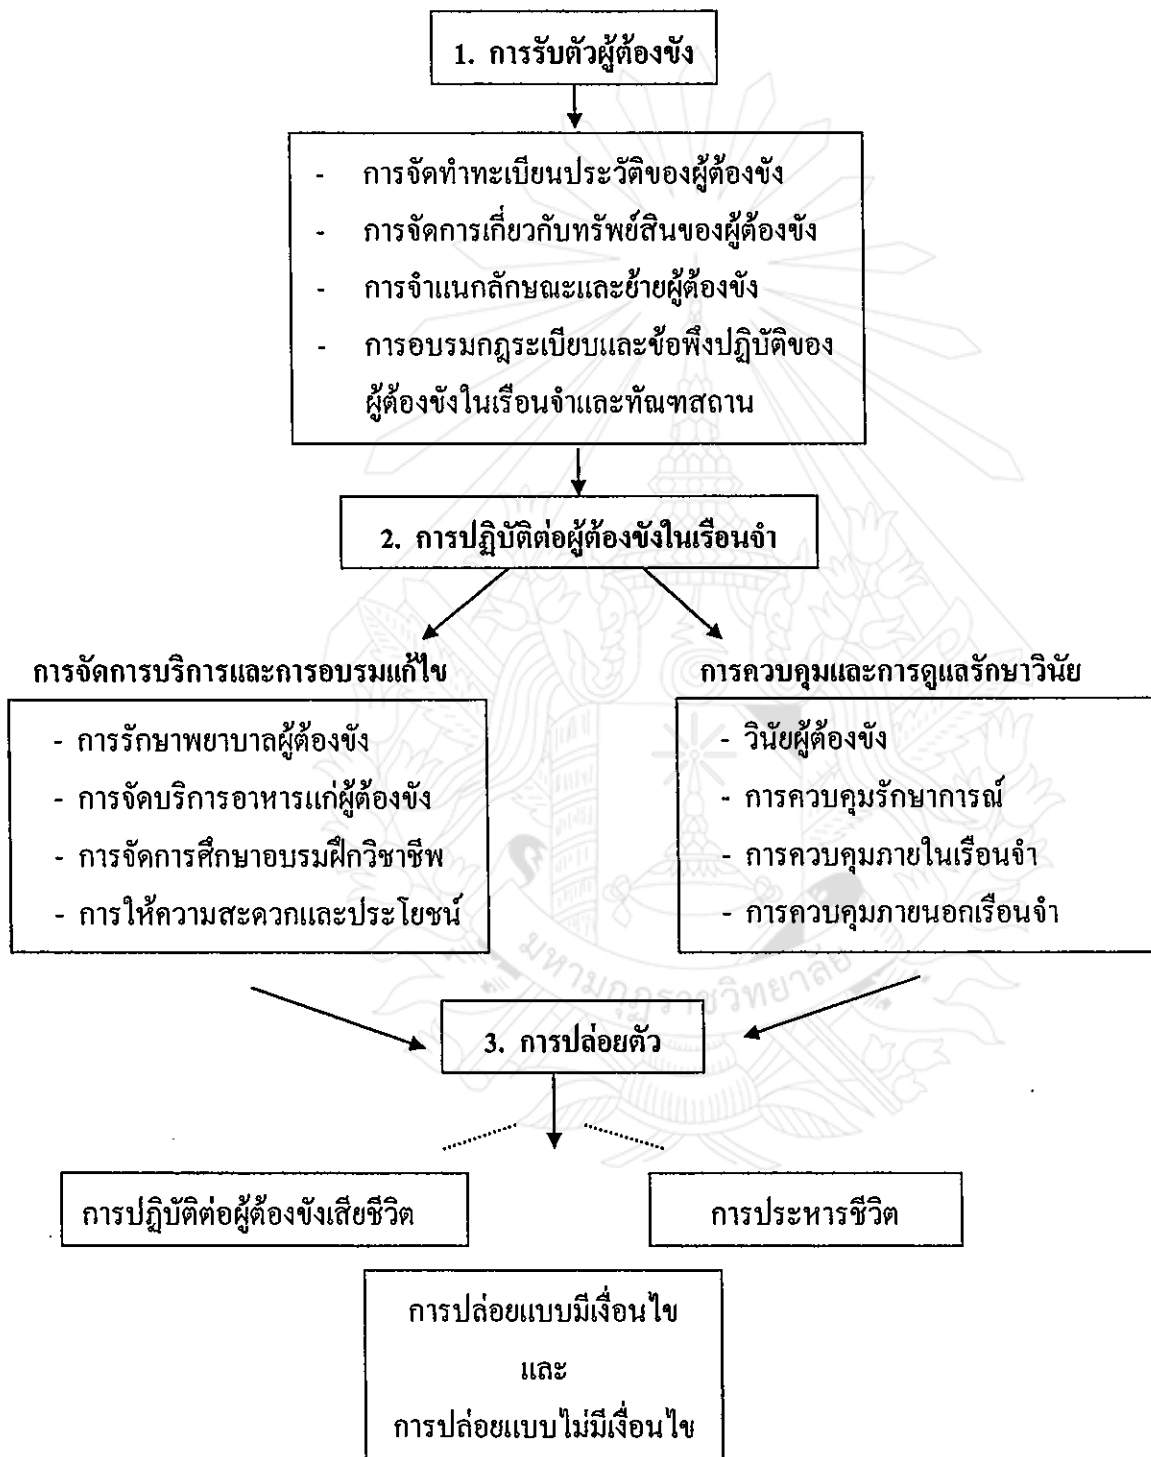 1. การรับตัวผู้ต้องขัง
- การจัดทำทะเบียนประวัติของผู้ต้องขัง
- การจัดการเกี่ยวกับทรัพย์สินของผู้ต้องขัง
- การจำแนกลักษณะและย้ายผู้ต้องขัง
- การอบรมกฎระเบียบและข้อพึงปฏิบัติของ
ผู้ต้องขังในเรือนจำและทัณฑสถาน
2. การปฏิบัติต่อผู้ต้องขังในเรือนจำ
การจัดการบริการและการอบรมแก้ไข
- การรักษาพยาบาลผู้ต้องขัง
- การจัดบริการอาหารแก่ผู้ต้องขัง
- การจัดการศึกษาอบรมฝึกวิชาชีพ
- การให้ความสะดวกและประโยชน์
การควบคุมและการดูแลรักษาวินัย
- วินัยผู้ต้องขัง
- การควบคุมรักษาการณ์
- การควบคุมภายในเรือนจำ
- การควบคุมภายนอกเรือนจำ
มหามกุฏราชวิทยาลัย
3. การปล่อยตัว
การปฏิบัติต่อผู้ต้องขังเสียชีวิต
การประหารชีวิต
การปล่อยแบบมีเงื่อนไข
และ
การปล่อยแบบไม่มีเงื่อนไข